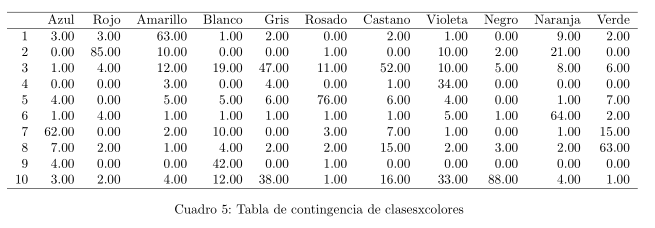 Azul Rojo Amarillo Blanco Gris Rosado Castano Violeta Negro Naranja Verde
1 3.00 3.00 63.00 1.00 2.00 0.00 2.00 1.00 0.00 9.00 2.00
2 0.00 85.00 10.00 0.00 0.00 1.00 0.00 10.00 2.00 21.00 0.00
3 1.00 4.00 12.00 19.00 47.00 11.00 52.00 10.00 5.00 8.00 6.00
4 0.00 0.00 3.00 0.00 4.00 0.00 1.00 34.00 0.00 0.00 0.00
5 4.00 0.00 5.00 5.00 6.00 76.00 6.00 4.00 0.00 1.00 7.00
6 1.00 4.00 1.00 1.00 1.00 1.00 1.00 5.00 1.00 64.00 2.00
7 62.00 0.00 2.00 10.00 0.00 3.00 7.00 1.00 0.00 1.00 15.00
8 7.00 2.00 1.00 4.00 2.00 2.00 15.00 2.00 3.00 2.00 63.00
9 4.00 0.00 0.00 42.00 0.00 1.00 0.00 0.00 0.00 0.00 0.00
10 3.00 2.00 4.00 12.00 38.00 1.00 16.00 33.00 88.00 4.00 1.00
Cuadro 5: Tabla de contingencia de clasesxcolores